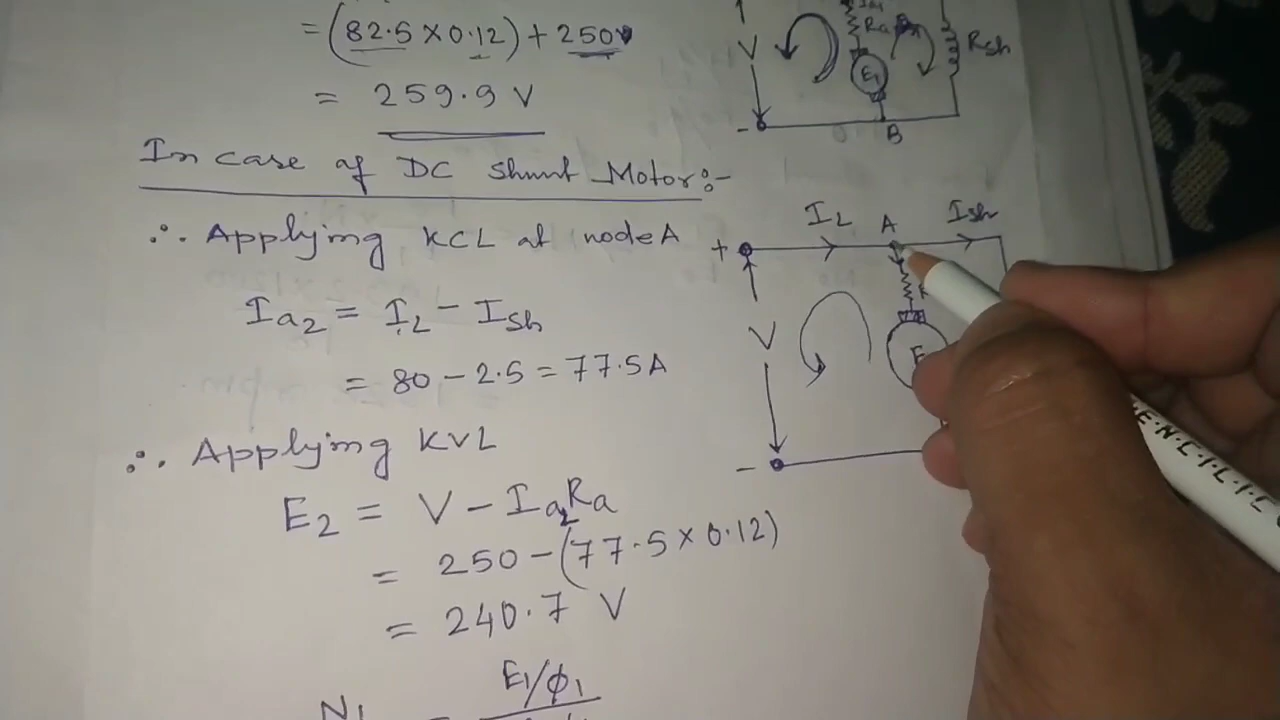 = (82.5 × 0.12) + 250V
= 259.9 V
V
Ra
E1
Rsh
-
B
In case of DC Shunt Motor:-
∴ Applying KCL at node A
+ IL A Ish
Ia2 = IL - Ish
= 80 - 2.5 = 77.5A
V
∴ Applying KVL
-
E2 = V - Ia2Ra
= 250 - (77.5 × 0.12)
= 240.7 V
N1 = E1/φ1